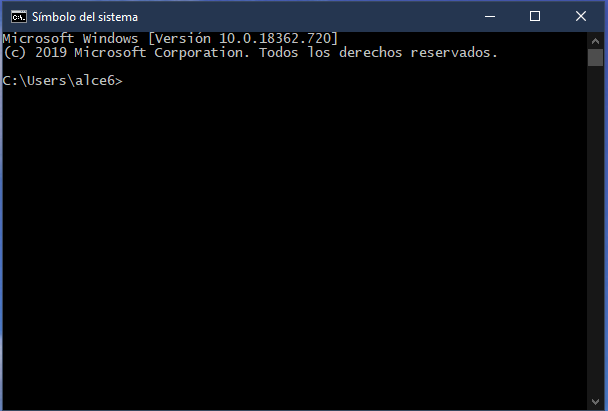 Símbolo del sistema
Microsoft Windows [Versión 10.0.18362.720]
(c) 2019 Microsoft Corporation. Todos los derechos reservados.
C:\Users\alce6>